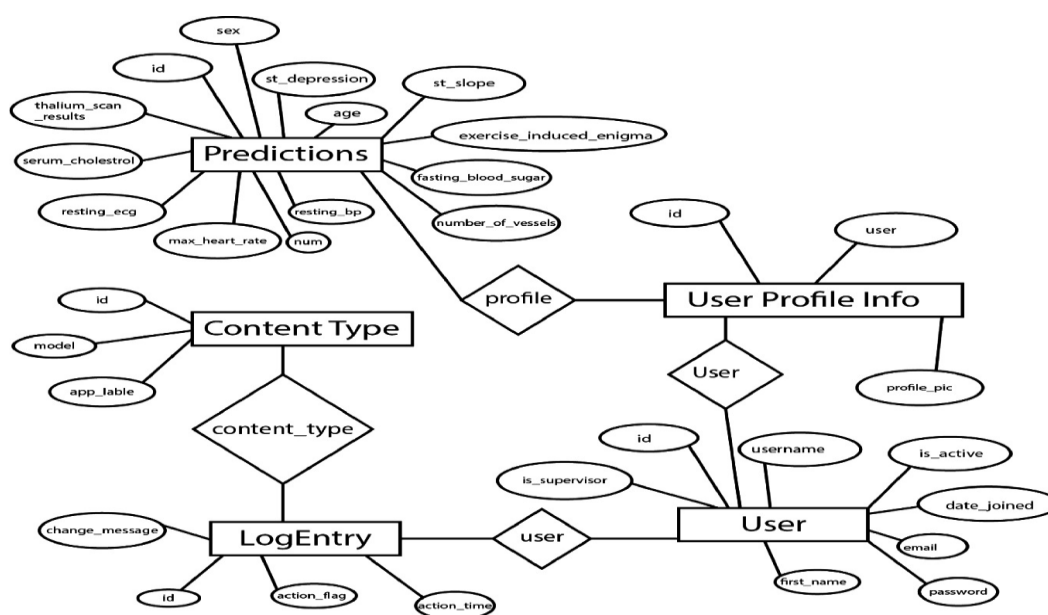 sex
id
st_depression
st_slope
thalium_scan
_results
age
exercise_induced_enigma
Predictions
serum_cholestrol
fasting_blood_sugar
resting_ecg
resting_bp
number_of_vessels
max_heart_rate
num
id
user
profile
User Profile Info
id
Content Type
model
User
app_lable
profile_pic
content_type
id
username
is_active
is_supervisor
date_joined
change_message
LogEntry
user
User
email
first_name
password
id
action_flag
action_time